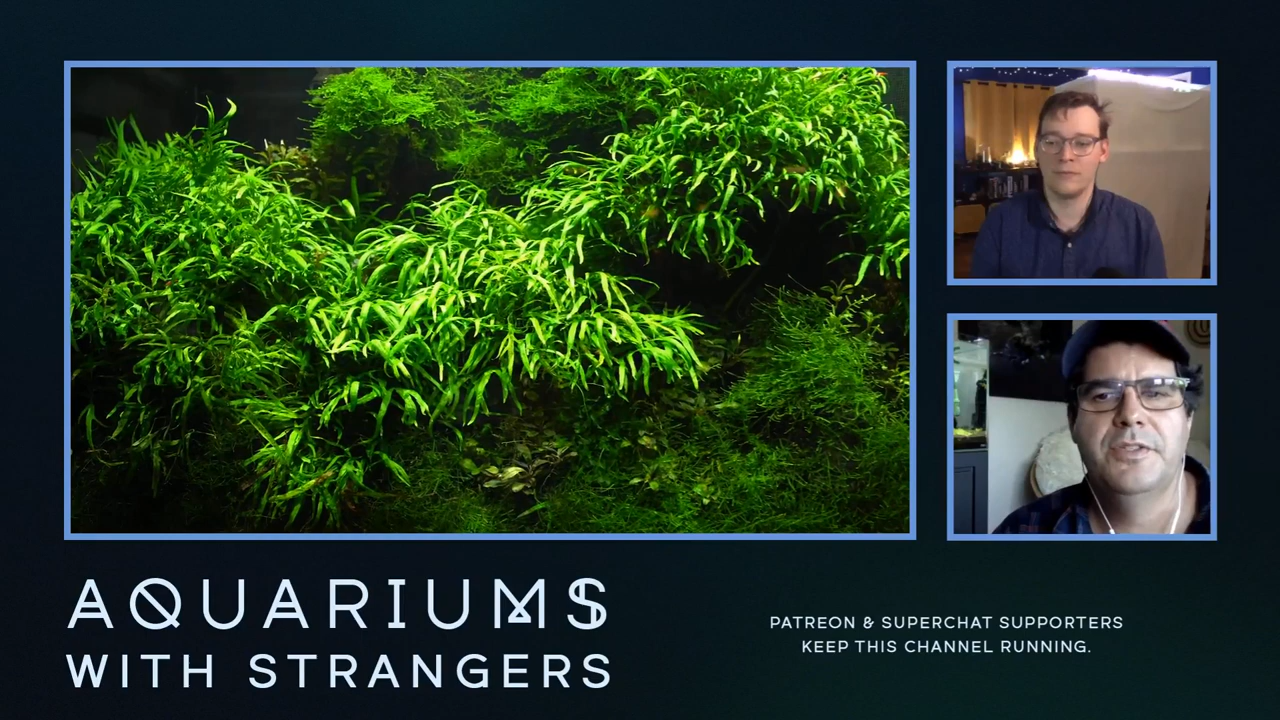 AQUARIUMS
WITH STRANGERS
PATREON & SUPERCHAT SUPPORTERS
KEEP THIS CHANNEL RUNNING.